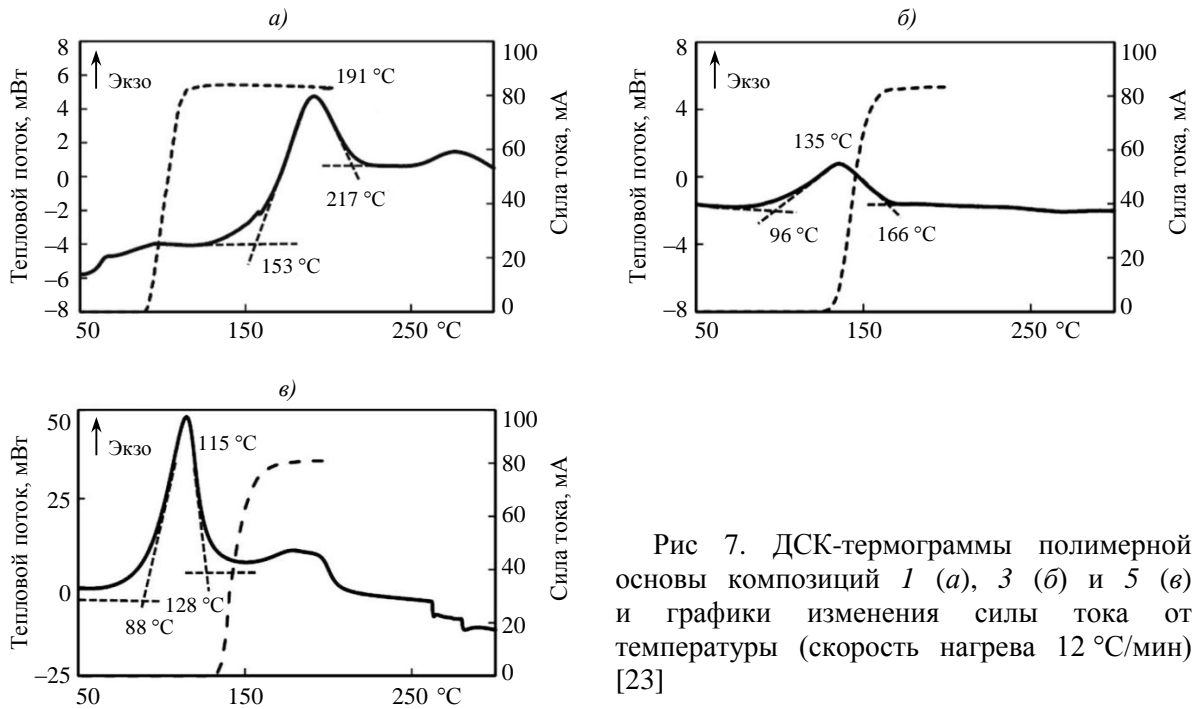 а)
8
6
4
2
0
–2
–4
–6
–8
Тепловой поток, мВт
Экзо
191 °C
217 °C
153 °C
100
80
60
40
20
0
Сила тока, мА
50
150
250
°C
б)
8
4
0
–4
–8
Тепловой поток, мВт
Экзо
135 °C
96 °C
166 °C
100
80
60
40
20
0
Сила тока, мА
50
150
250
°C
в)
50
25
0
–25
Тепловой поток, мВт
Экзо
115 °C
128 °C
88 °C
100
80
60
40
20
0
Сила тока, мА
50
150
250
°C
Рис 7. ДСК-термограммы полимерной
основы композиций 1 (а), 3 (б) и 5 (в)
и графики изменения силы тока от
температуры (скорость нагрева 12 °C/мин)
[23]